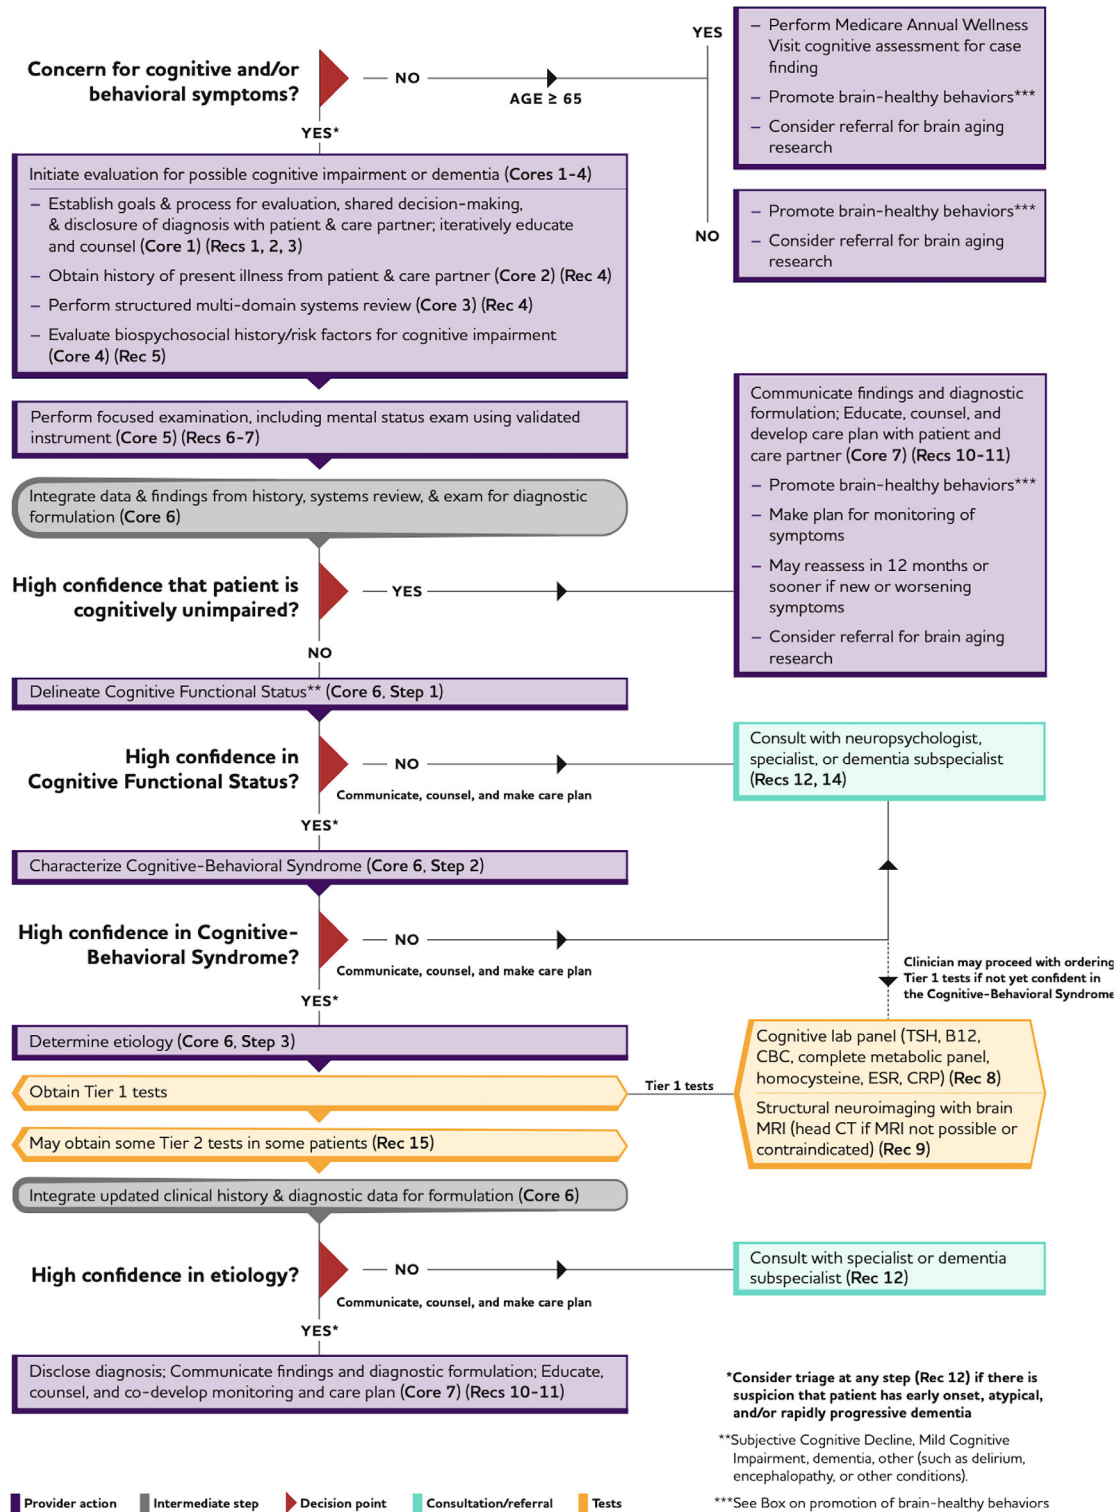 Concern for cognitive and/or
behavioral symptoms?
NO
AGE ≥ 65
YES
– Perform Medicare Annual Wellness
Visit cognitive assessment for case
finding
– Promote brain-healthy behaviors***
– Consider referral for brain aging
research
NO
– Promote brain-healthy behaviors***
– Consider referral for brain aging
research
YES*
Initiate evaluation for possible cognitive impairment or dementia (Cores 1-4)
– Establish goals & process for evaluation, shared decision-making,
& disclosure of diagnosis with patient & care partner; iteratively educate
and counsel (Core 1) (Recs 1, 2, 3)
– Obtain history of present illness from patient & care partner (Core 2) (Rec 4)
– Perform structured multi-domain systems review (Core 3) (Rec 4)
– Evaluate biospychosocial history/risk factors for cognitive impairment
(Core 4) (Rec 5)
Perform focused examination, including mental status exam using validated
instrument (Core 5) (Recs 6-7)
Integrate data & findings from history, systems review, & exam for diagnostic
formulation (Core 6)
High confidence that patient is
cognitively unimpaired?
YES
Communicate findings and diagnostic
formulation; Educate, counsel, and
develop care plan with patient and
care partner (Core 7) (Recs 10-11)
– Promote brain-healthy behaviors***
– Make plan for monitoring of
symptoms
– May reassess in 12 months or
sooner if new or worsening
symptoms
– Consider referral for brain aging
research
NO
Delineate Cognitive Functional Status** (Core 6, Step 1)
High confidence in
Cognitive Functional Status?
NO
Communicate, counsel, and make care plan
Consult with neuropsychologist,
specialist, or dementia subspecialist
(Recs 12, 14)
YES*
Characterize Cognitive-Behavioral Syndrome (Core 6, Step 2)
High confidence in Cognitive-
Behavioral Syndrome?
NO
Communicate, counsel, and make care plan
Clinician may proceed with ordering
Tier 1 tests if not yet confident in
the Cognitive-Behavioral Syndrome
YES*
Determine etiology (Core 6, Step 3)
Obtain Tier 1 tests
Tier 1 tests
Cognitive lab panel (TSH, B12,
CBC, complete metabolic panel,
homocysteine, ESR, CRP) (Rec 8)
Structural neuroimaging with brain
MRI (head CT if MRI not possible or
contraindicated) (Rec 9)
May obtain some Tier 2 tests in some patients (Rec 15)
Integrate updated clinical history & diagnostic data for formulation (Core 6)
High confidence in etiology?
NO
Communicate, counsel, and make care plan
Consult with specialist or dementia
subspecialist (Rec 12)
YES*
Disclose diagnosis; Communicate findings and diagnostic formulation; Educate,
counsel, and co-develop monitoring and care plan (Core 7) (Recs 10-11)
*Consider triage at any step (Rec 12) if there is
suspicion that patient has early onset, atypical,
and/or rapidly progressive dementia
**Subjective Cognitive Decline, Mild Cognitive
Impairment, dementia, other (such as delirium,
encephalopathy, or other conditions).
***See Box on promotion of brain-healthy behaviors
Provider action
Intermediate step
Decision point
Consultation/referral
Tests